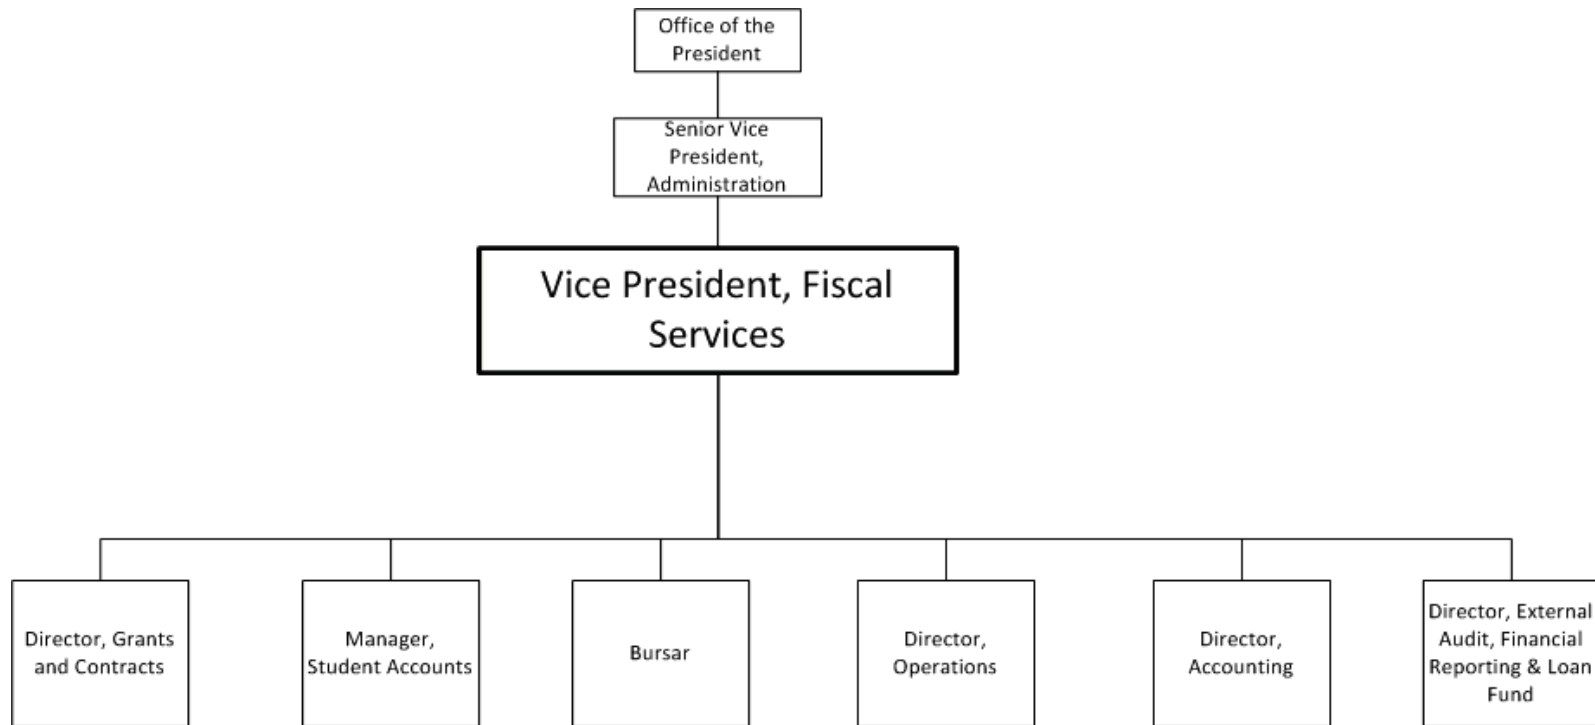 Office of the
President
Senior Vice
President,
Administration
Vice President, Fiscal
Services
Director, Grants
and Contracts
Manager,
Student Accounts
Bursar
Director,
Operations
Director,
Accounting
Director, External
Audit, Financial
Reporting & Loan
Fund